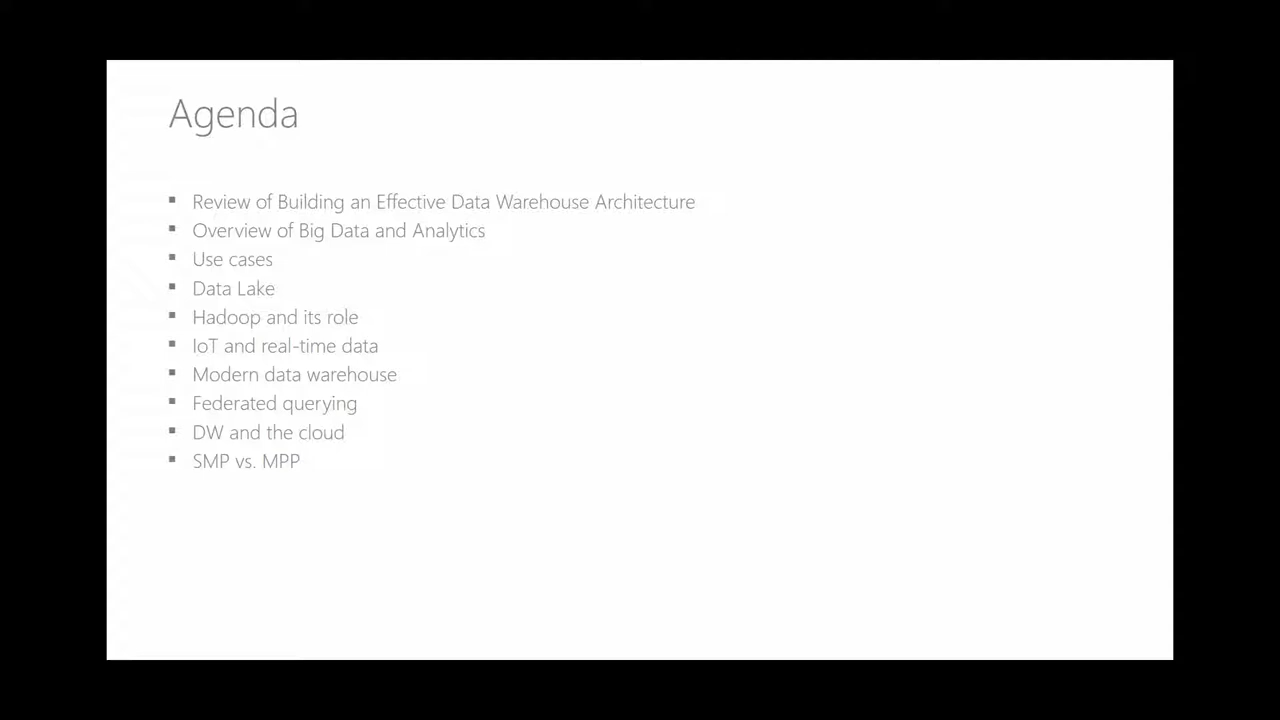 Agenda
▪ Review of Building an Effective Data Warehouse Architecture
▪ Overview of Big Data and Analytics
▪ Use cases
▪ Data Lake
▪ Hadoop and its role
▪ IoT and real-time data
▪ Modern data warehouse
▪ Federated querying
▪ DW and the cloud
▪ SMP vs. MPP